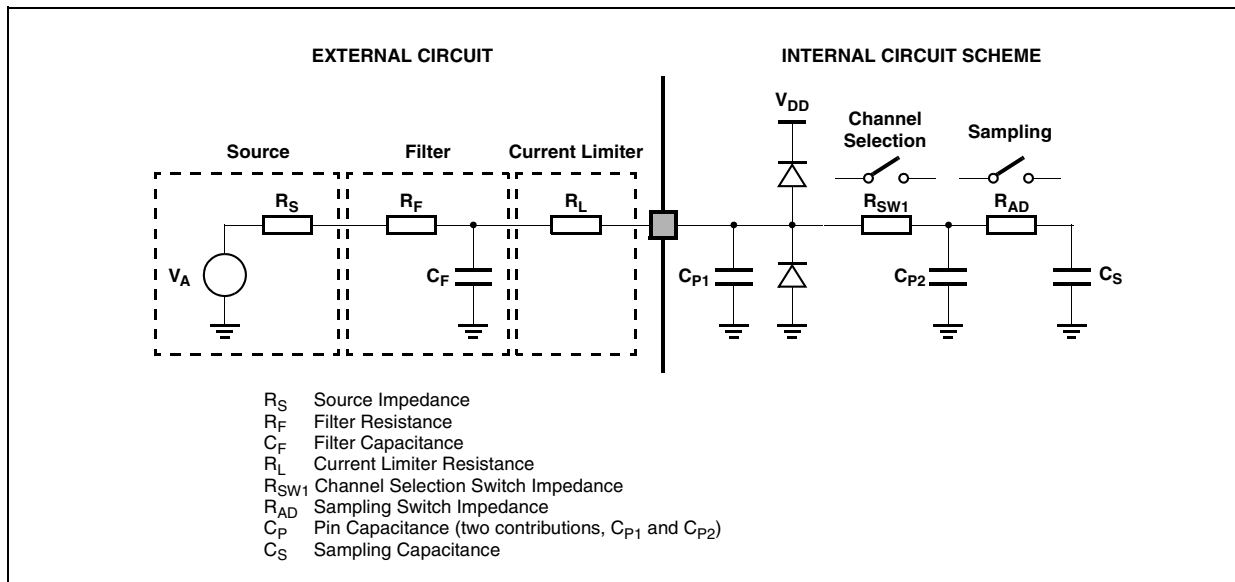 EXTERNAL CIRCUIT
INTERNAL CIRCUIT SCHEME
V_DD
Channel
Selection
Sampling
Source
Filter
Current Limiter
R_S
R_F
R_L
R_SW1
R_AD
V_A
C_F
C_P1
C_P2
C_S
R_S Source Impedance
R_F Filter Resistance
C_F Filter Capacitance
R_L Current Limiter Resistance
R_SW1 Channel Selection Switch Impedance
R_AD Sampling Switch Impedance
C_P Pin Capacitance (two contributions, C_P1 and C_P2)
C_S Sampling Capacitance